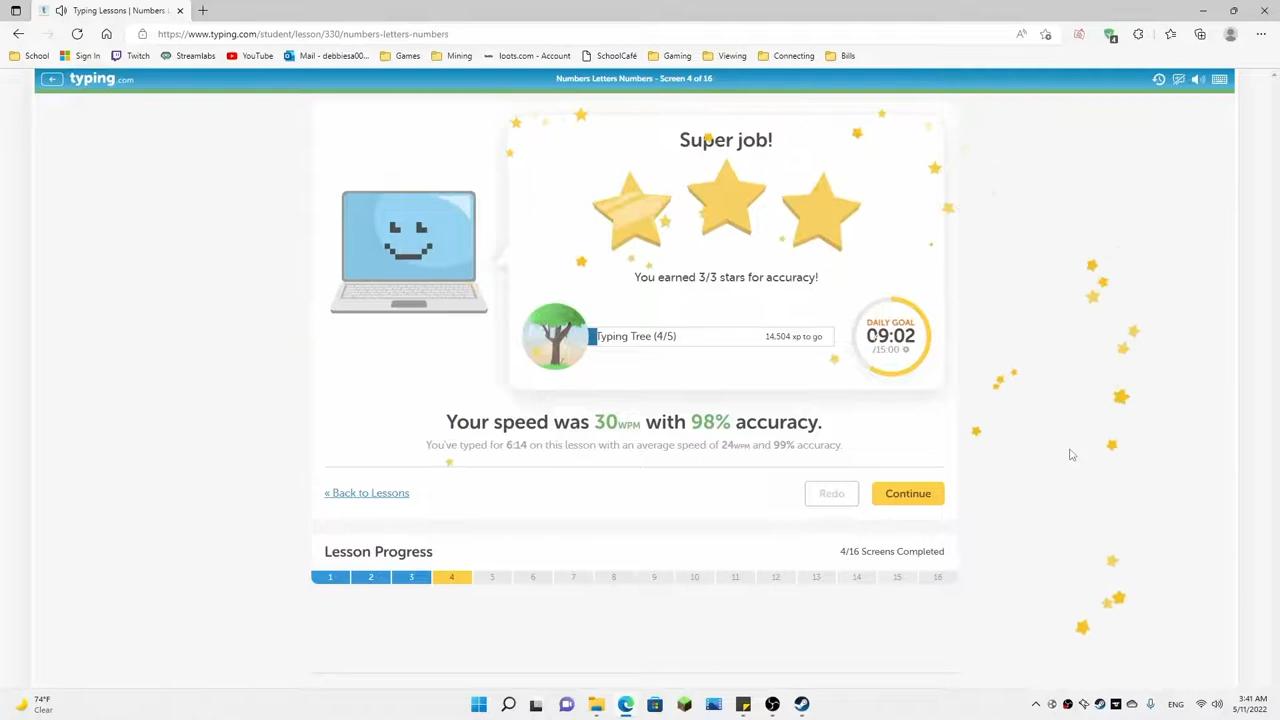 Typing Lessons | Numbers
https://www.typing.com/student/lesson/330/numbers-letters-numbers
4
School
Sign In
Twitch
Streamlabs
YouTube
Mail - debbiesa00...
Games
Mining
loots.com - Account
SchoolCafé
Gaming
Viewing
Connecting
Bills
typing.com
Numbers Letters Numbers - Screen 4 of 16
Super job!
You earned 3/3 stars for accuracy!
Typing Tree (4/5)
14,504 xp to go
DAILY GOAL
09:02
/15:00
Your speed was 30WPM with 98% accuracy.
You've typed for 6:14 on this lesson with an average speed of 24WPM and 99% accuracy.
« Back to Lessons
Redo
Continue
Lesson Progress
4/16 Screens Completed
1 2 3 4 5 6 7 8 9 10 11 12 13 14 15 16
74°F
Clear
ENG
3:41 AM
5/11/2022